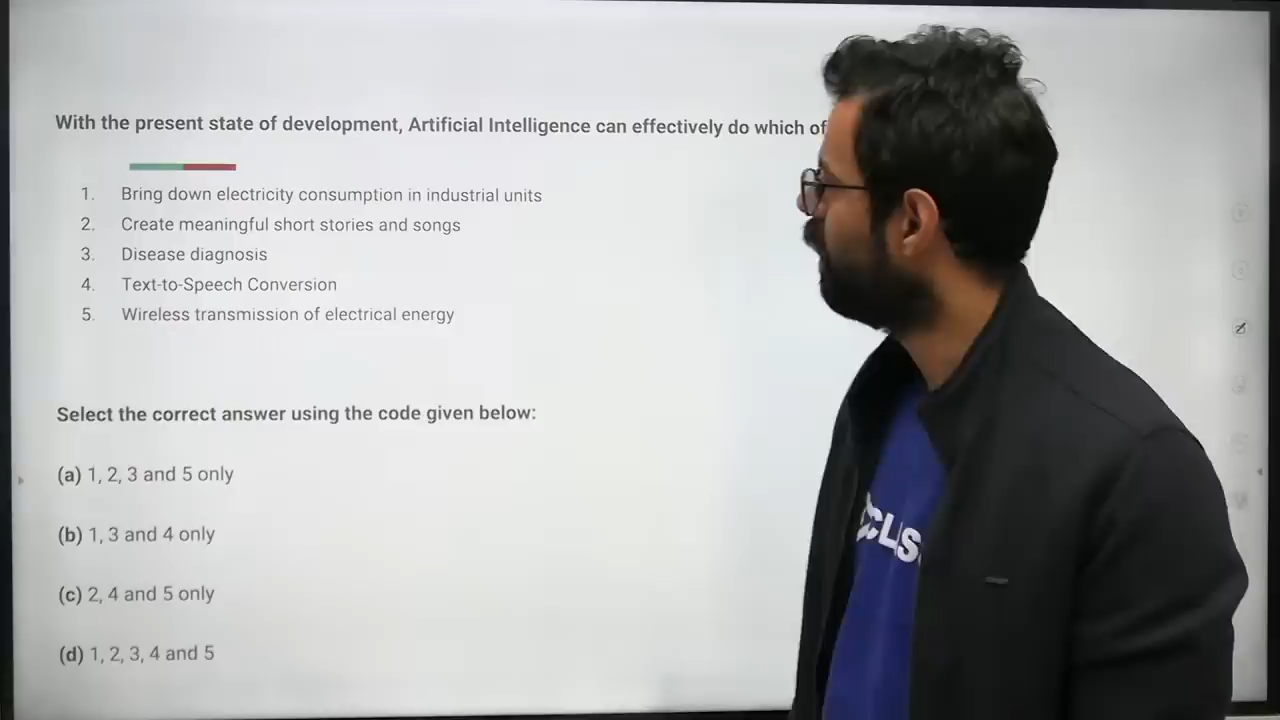 With the present state of development, Artificial Intelligence can effectively do which of
1. Bring down electricity consumption in industrial units
2. Create meaningful short stories and songs
3. Disease diagnosis
4. Text-to-Speech Conversion
5. Wireless transmission of electrical energy
Select the correct answer using the code given below:
(a) 1, 2, 3 and 5 only
(b) 1, 3 and 4 only
(c) 2, 4 and 5 only
(d) 1, 2, 3, 4 and 5